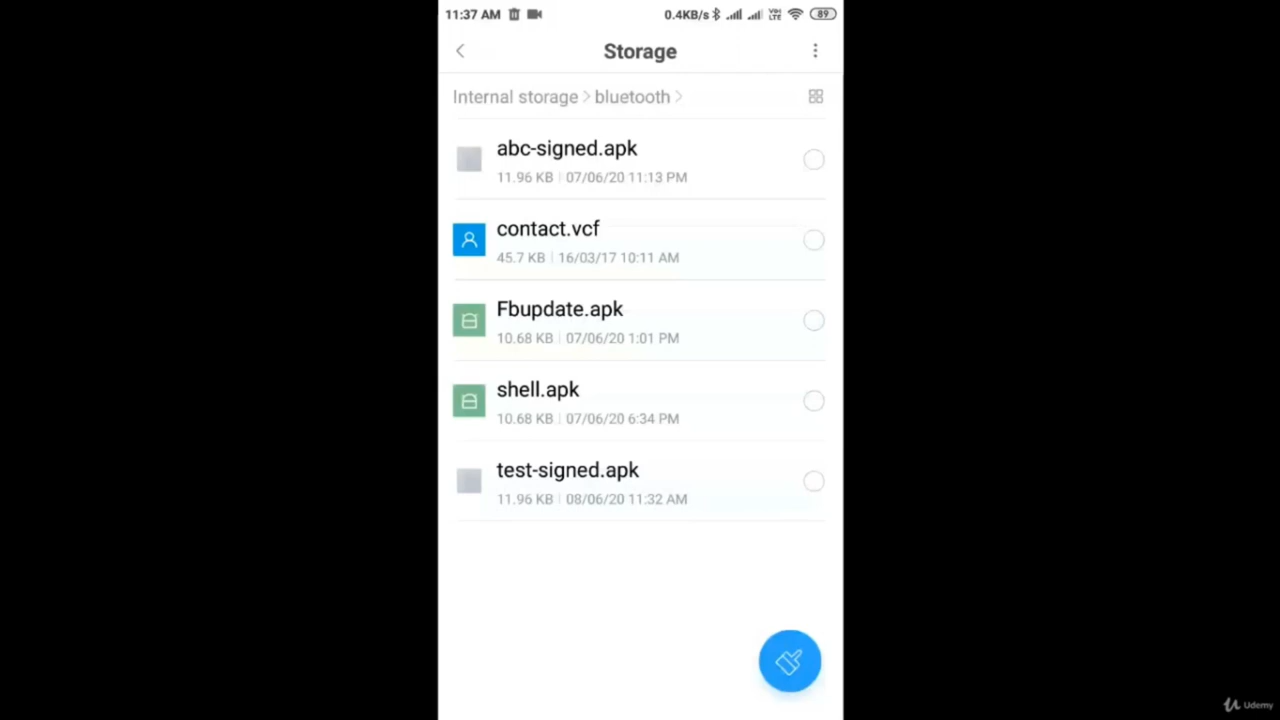 11:37 AM 0.4KB/s VoLTE 89
Storage
Internal storage > bluetooth >
abc-signed.apk
11.96 KB | 07/06/20 11:13 PM
contact.vcf
45.7 KB | 16/03/17 10:11 AM
Fbupdate.apk
10.68 KB | 07/06/20 1:01 PM
shell.apk
10.68 KB | 07/06/20 6:34 PM
test-signed.apk
11.96 KB | 08/06/20 11:32 AM
Udemy